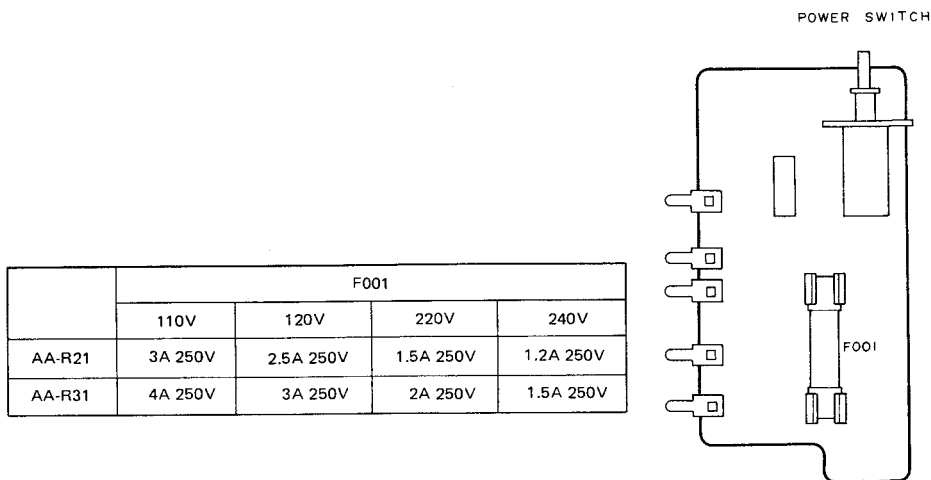 POWER SWITCH
F001
110V 120V 220V 240V
AA-R21 3A 250V 2.5A 250V 1.5A 250V 1.2A 250V
AA-R31 4A 250V 3A 250V 2A 250V 1.5A 250V
F001